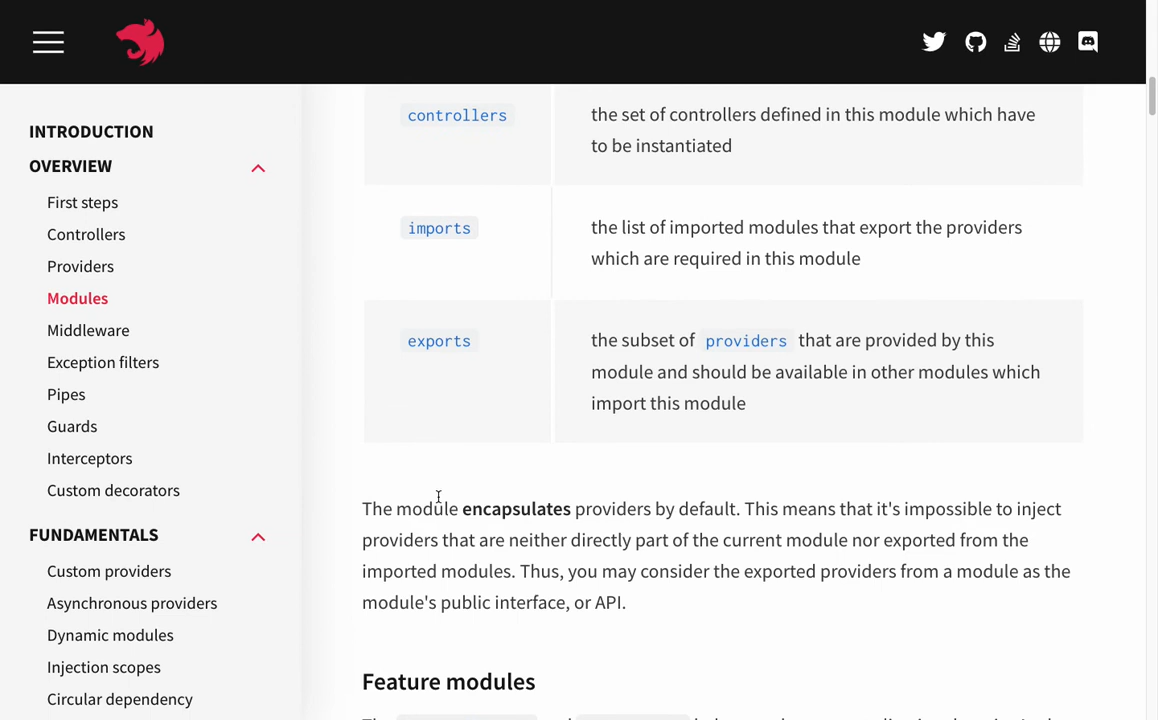 INTRODUCTION
OVERVIEW
First steps
Controllers
Providers
Modules
Middleware
Exception filters
Pipes
Guards
Interceptors
Custom decorators
FUNDAMENTALS
Custom providers
Asynchronous providers
Dynamic modules
Injection scopes
Circular dependency
controllers
the set of controllers defined in this module which have
to be instantiated
imports
the list of imported modules that export the providers
which are required in this module
exports
the subset of providers that are provided by this
module and should be available in other modules which
import this module
The module encapsulates providers by default. This means that it's impossible to inject
providers that are neither directly part of the current module nor exported from the
imported modules. Thus, you may consider the exported providers from a module as the
module's public interface, or API.
Feature modules